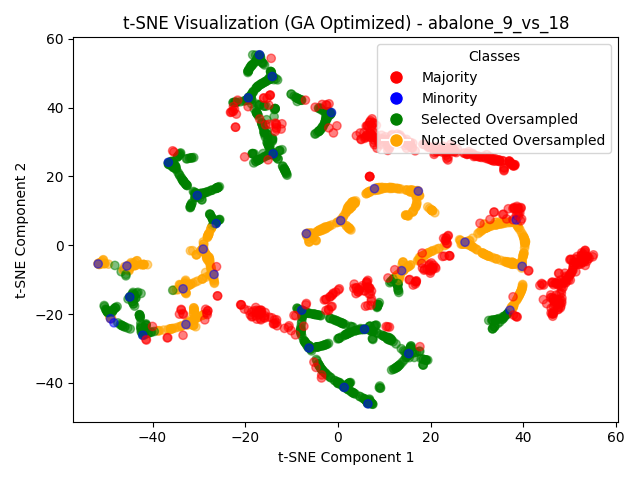 t-SNE Visualization (GA Optimized) - abalone_9_vs_18
Classes
Majority
Minority
Selected Oversampled
Not selected Oversampled
60
40
20
0
−20
−40
t-SNE Component 2
−40
−20
0
20
40
60
t-SNE Component 1